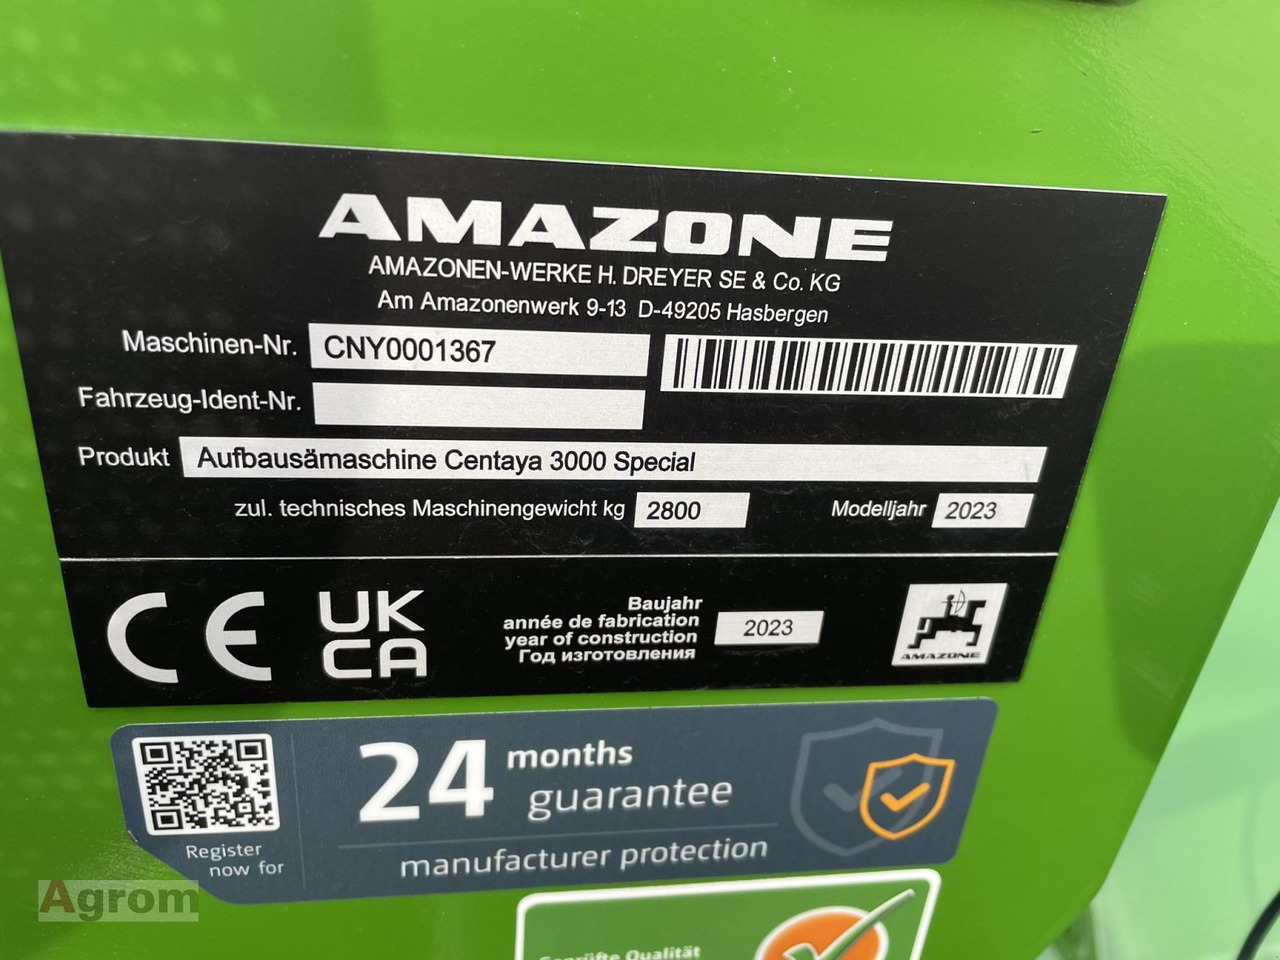 AMAZONE
AMAZONEN-WERKE H. DREYER SE & Co. KG
Am Amazonenwerk 9-13 D-49205 Hasbergen
Maschinen-Nr. CNY0001367
Fahrzeug-Ident-Nr.
Produkt Aufbausämaschine Centaya 3000 Special
zul. technisches Maschinengewicht kg 2800 Modelljahr 2023
CE
UK
CA
Baujahr
année de fabrication
year of construction
Год изготовления
2023
AMAZONE
24 months
guarantee
manufacturer protection
Register
now for
Agrom
Geprüfte Qualität